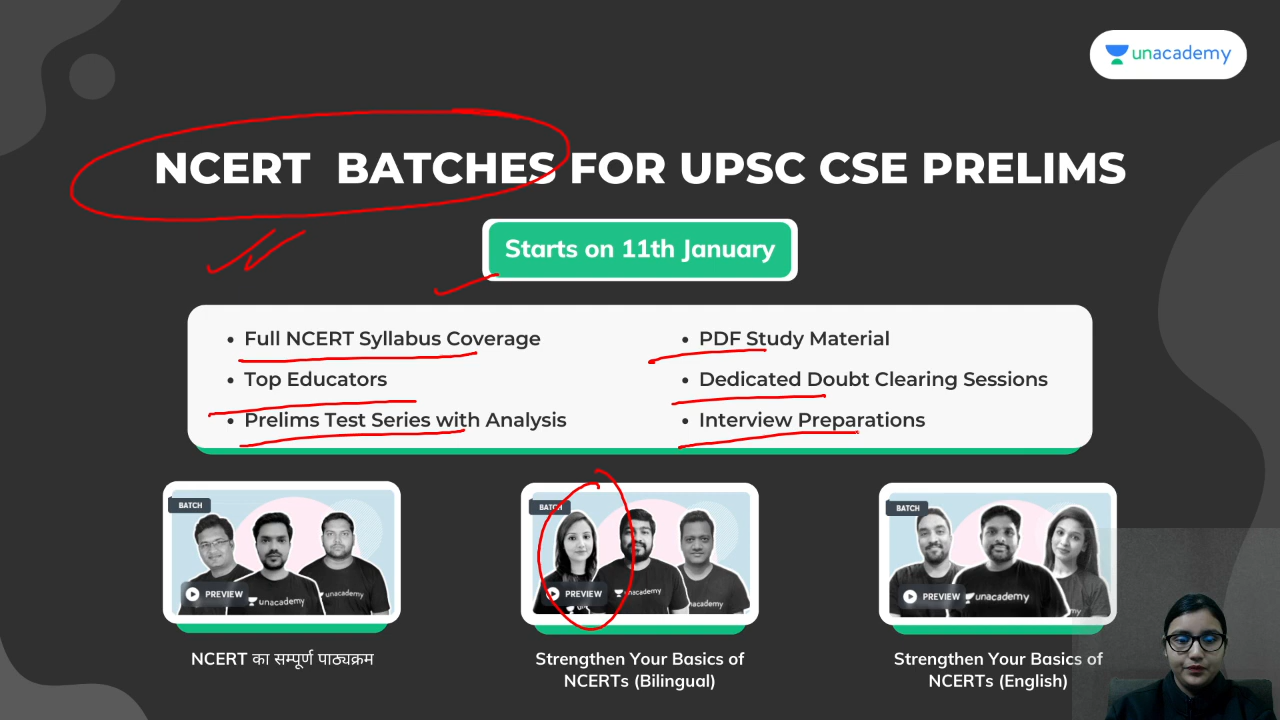 unacademy
NCERT BATCHES FOR UPSC CSE PRELIMS
Starts on 11th January
• Full NCERT Syllabus Coverage
• Top Educators
• Prelims Test Series with Analysis
• PDF Study Material
• Dedicated Doubt Clearing Sessions
• Interview Preparations
BATCH
PREVIEW
unacademy
unacademy
NCERT का सम्पूर्ण पाठ्यक्रम
BATCH
PREVIEW
unacademy
Strengthen Your Basics of
NCERTs (Bilingual)
BATCH
PREVIEW
unacademy
Strengthen Your Basics of
NCERTs (English)